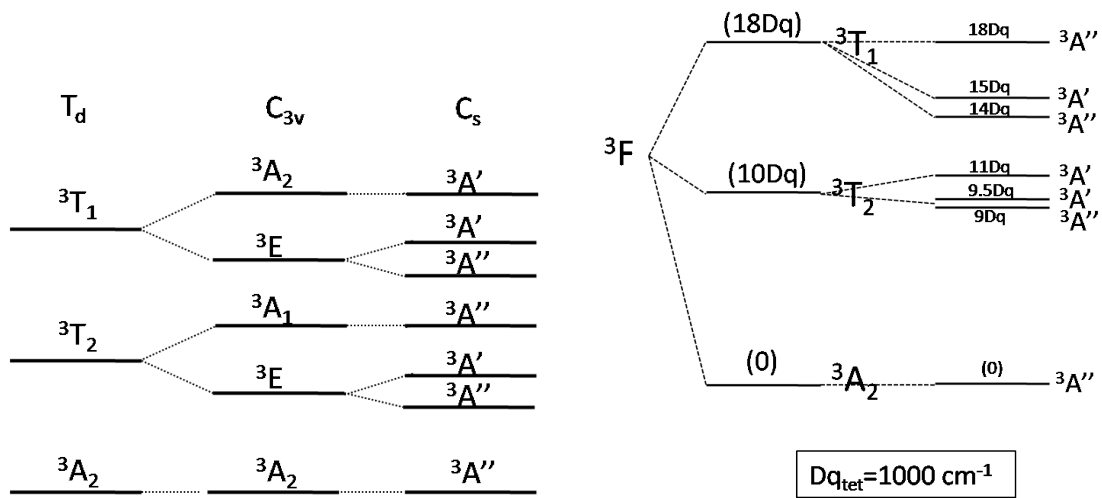 T_d C_3v C_s
³T₁ ³A₂ ³A'
³E ³A'
³A''
³T₂ ³A₁ ³A''
³E ³A'
³A''
³A₂ ³A₂ ³A''
³F
(18Dq) ³T₁ 18Dq ³A''
15Dq ³A'
14Dq ³A''
(10Dq) ³T₂ 11Dq ³A'
9.5Dq ³A'
9Dq ³A''
(0) ³A₂ (0) ³A''
Dq_tet=1000 cm⁻¹